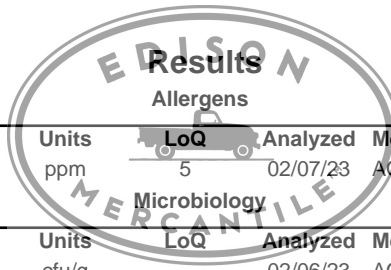 EDISON
Results
Allergens
Units LoQ Analyzed
ppm 5 02/07/23
Microbiology
MERCANTILE
Units LoQ Analyzed
cfu/g 02/06/23